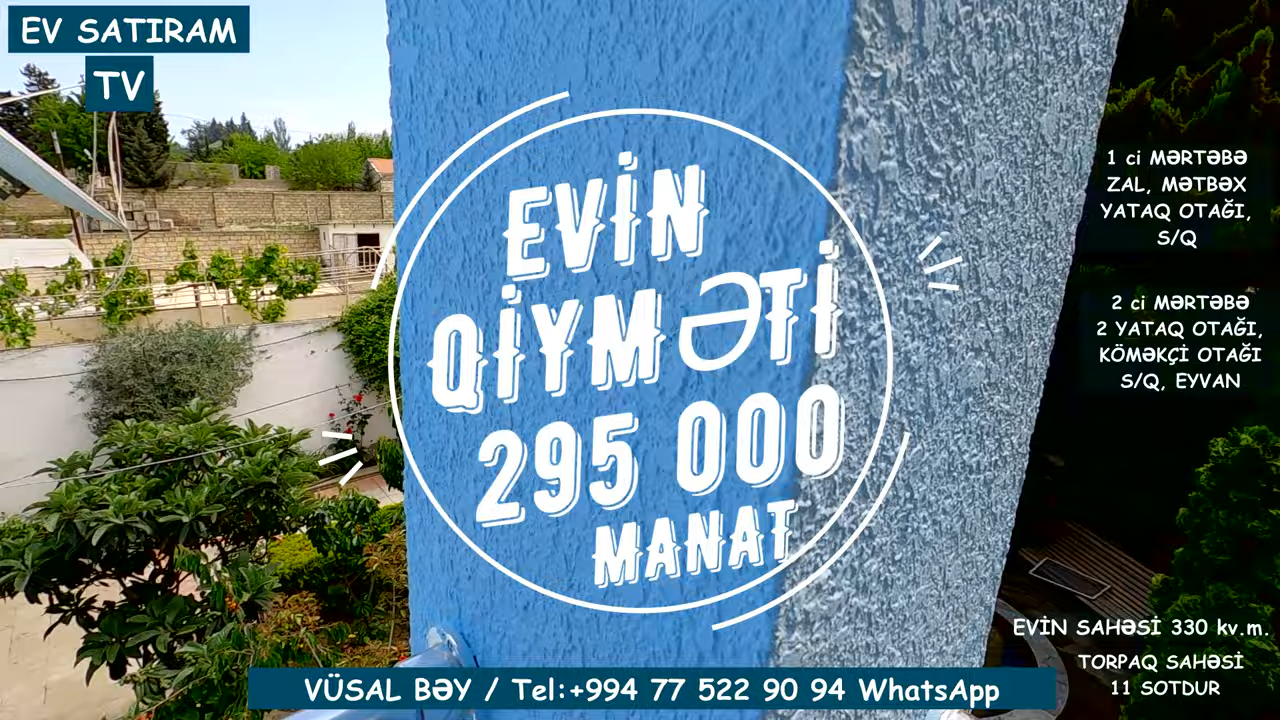 EV SATIRAM
TV
EVİN
QİYMƏTİ
295 000
MANAT
1 ci MƏRTƏBƏ
ZAL, MƏTBƏX
YATAQ OTAĞI,
S/Q
2 ci MƏRTƏBƏ
2 YATAQ OTAĞI,
KÖMƏKÇİ OTAĞI
S/Q, EYVAN
EVİN SAHƏSİ 330 kv.m.
TORPAQ SAHƏSİ
11 SOTDUR
VÜSAL BƏY / Tel:+994 77 522 90 94 WhatsApp